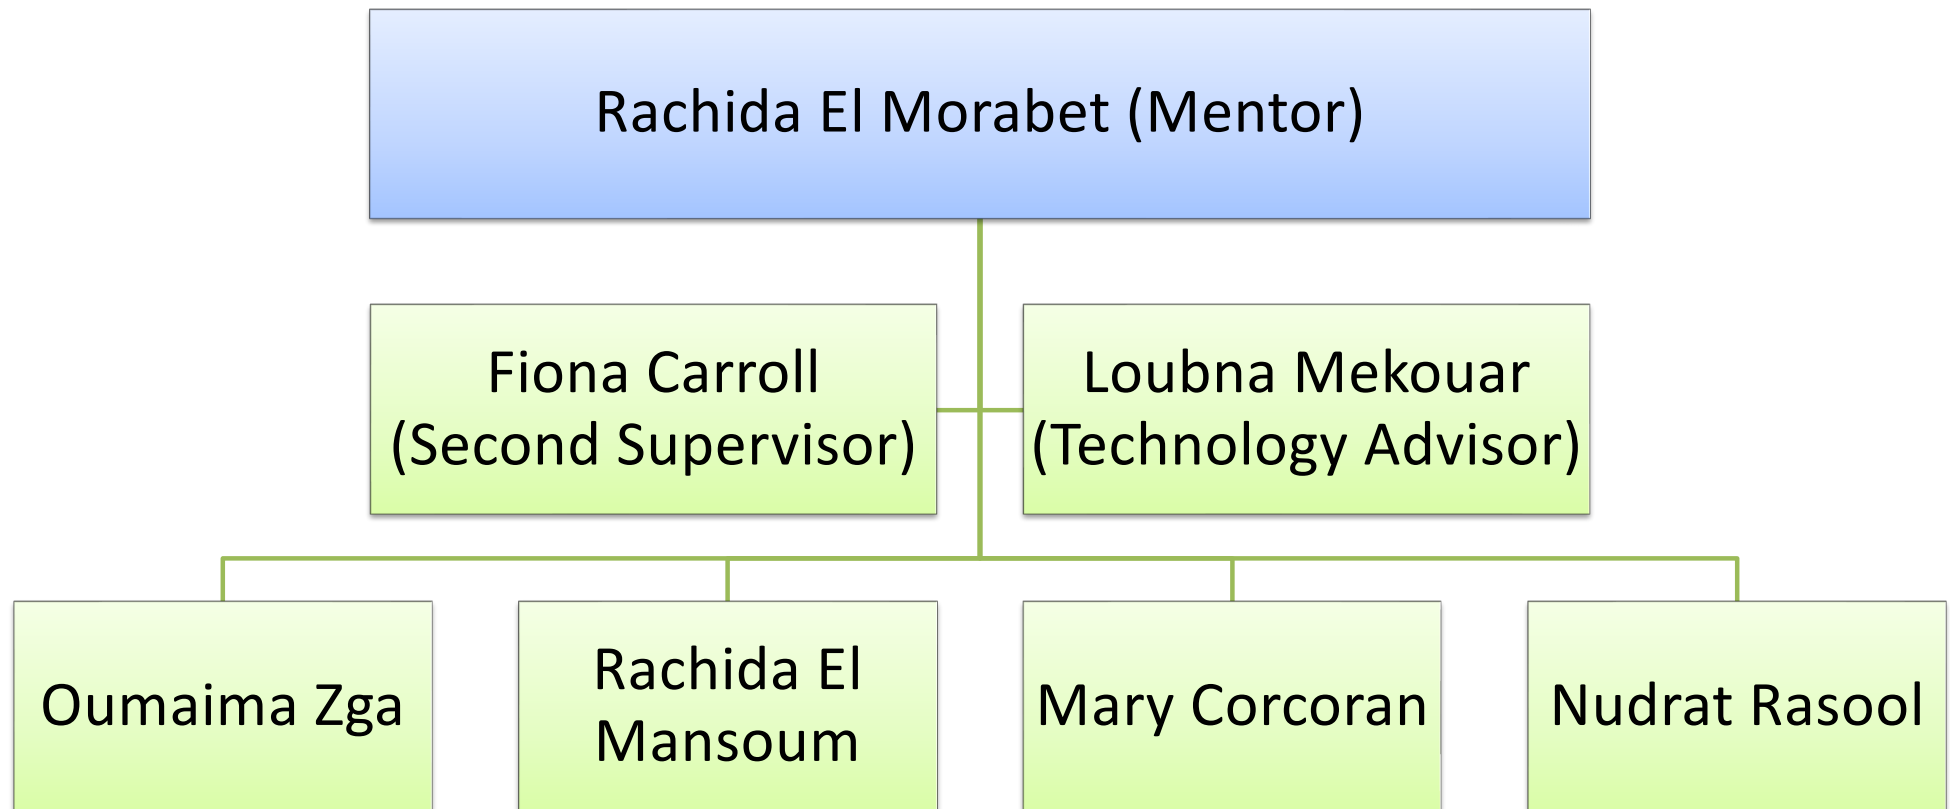 Rachida El Morabet (Mentor)
Fiona Carroll
(Second Supervisor)
Loubna Mekouar
(Technology Advisor)
Oumaima Zga
Rachida El
Mansoum
Mary Corcoran
Nudrat Rasool